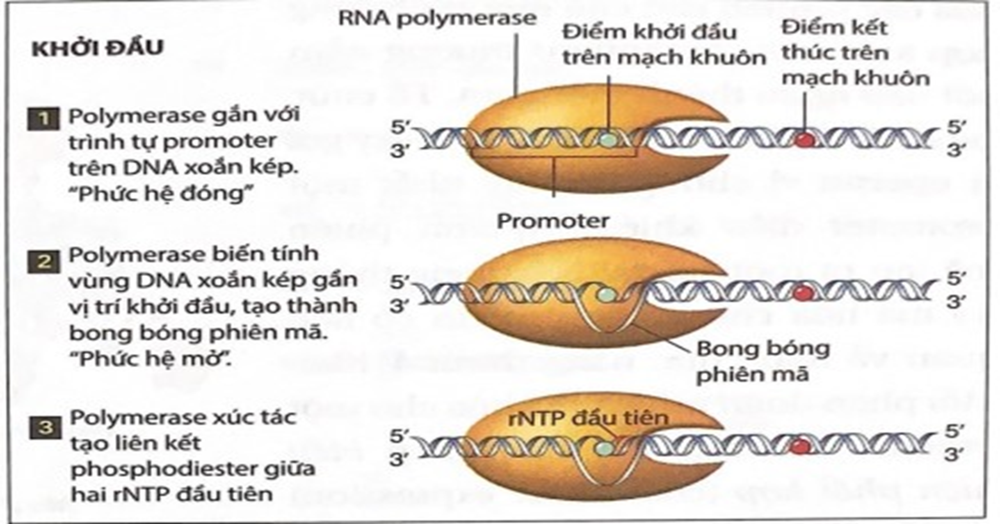 KHỞI ĐẦU
RNA polymerase
Điểm khởi đầu
trên mạch khuôn
Điểm kết
thúc trên
mạch khuôn
1 Polymerase gắn với
trình tự promoter
trên DNA xoắn kép.
“Phức hệ đóng”
5′ 5′
3′ 3′
Promoter
2 Polymerase biến tính
vùng DNA xoắn kép gần
vị trí khởi đầu, tạo thành
bong bóng phiên mã.
“Phức hệ mở”.
5′ 5′
3′ 3′
Bong bóng
phiên mã
3 Polymerase xúc tác
tạo liên kết
phosphodiester giữa
hai rNTP đầu tiên
rNTP đầu tiên
5′ 5′
3′ 3′